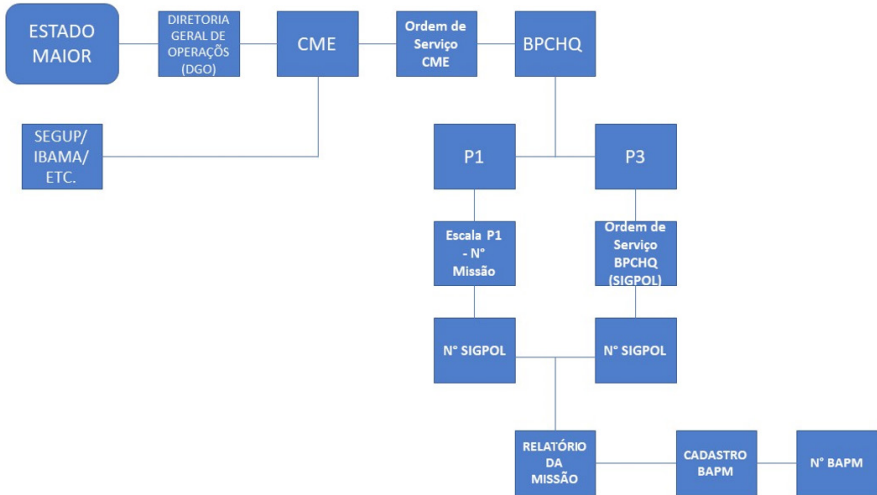 ESTADO
MAIOR
DIRETORIA
GERAL DE
OPERAÇÕS
(DGO)
CME
Ordem de
Serviço
CME
BPCHQ
SEGUP/
IBAMA/
ETC.
P1
P3
Escala P1
- N°
Missão
Ordem de
Serviço
BPCHQ
(SIGPOL)
N° SIGPOL
N° SIGPOL
RELATÓRIO
DA
MISSÃO
CADASTRO
BAPM
N° BAPM